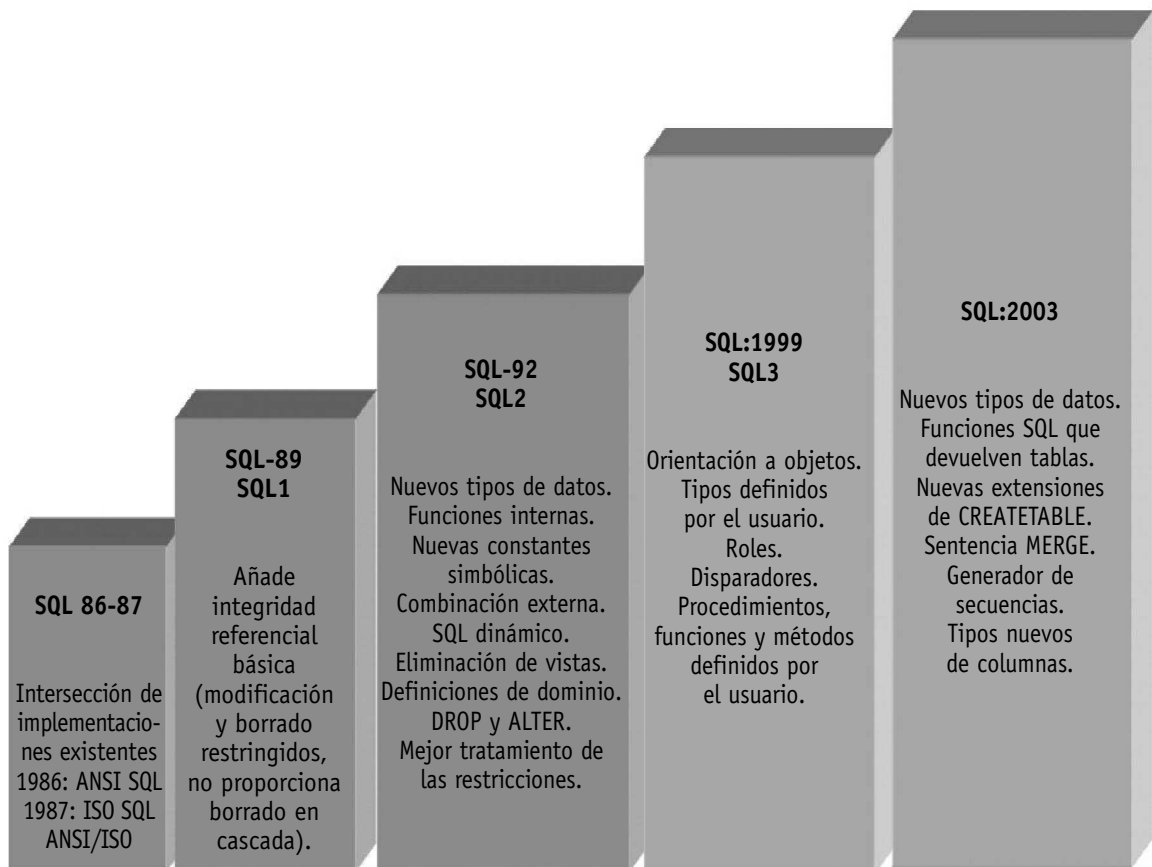 SQL 86-87
Intersección de
implementacio-
nes existentes
1986: ANSI SQL
1987: ISO SQL
ANSI/ISO
SQL-89
SQL1
Añade
integridad
referencial
básica
(modificación
y borrado
restringidos,
no proporciona
borrado en
cascada).
SQL-92
SQL2
Nuevos tipos de datos.
Funciones internas.
Nuevas constantes
simbólicas.
Combinación externa.
SQL dinámico.
Eliminación de vistas.
Definiciones de dominio.
DROP y ALTER.
Mejor tratamiento de
las restricciones.
SQL:1999
SQL3
Orientación a objetos.
Tipos definidos
por el usuario.
Roles.
Disparadores.
Procedimientos,
funciones y métodos
definidos por
el usuario.
SQL:2003
Nuevos tipos de datos.
Funciones SQL que
devuelven tablas.
Nuevas extensiones
de CREATETABLE.
Sentencia MERGE.
Generador de
secuencias.
Tipos nuevos
de columnas.